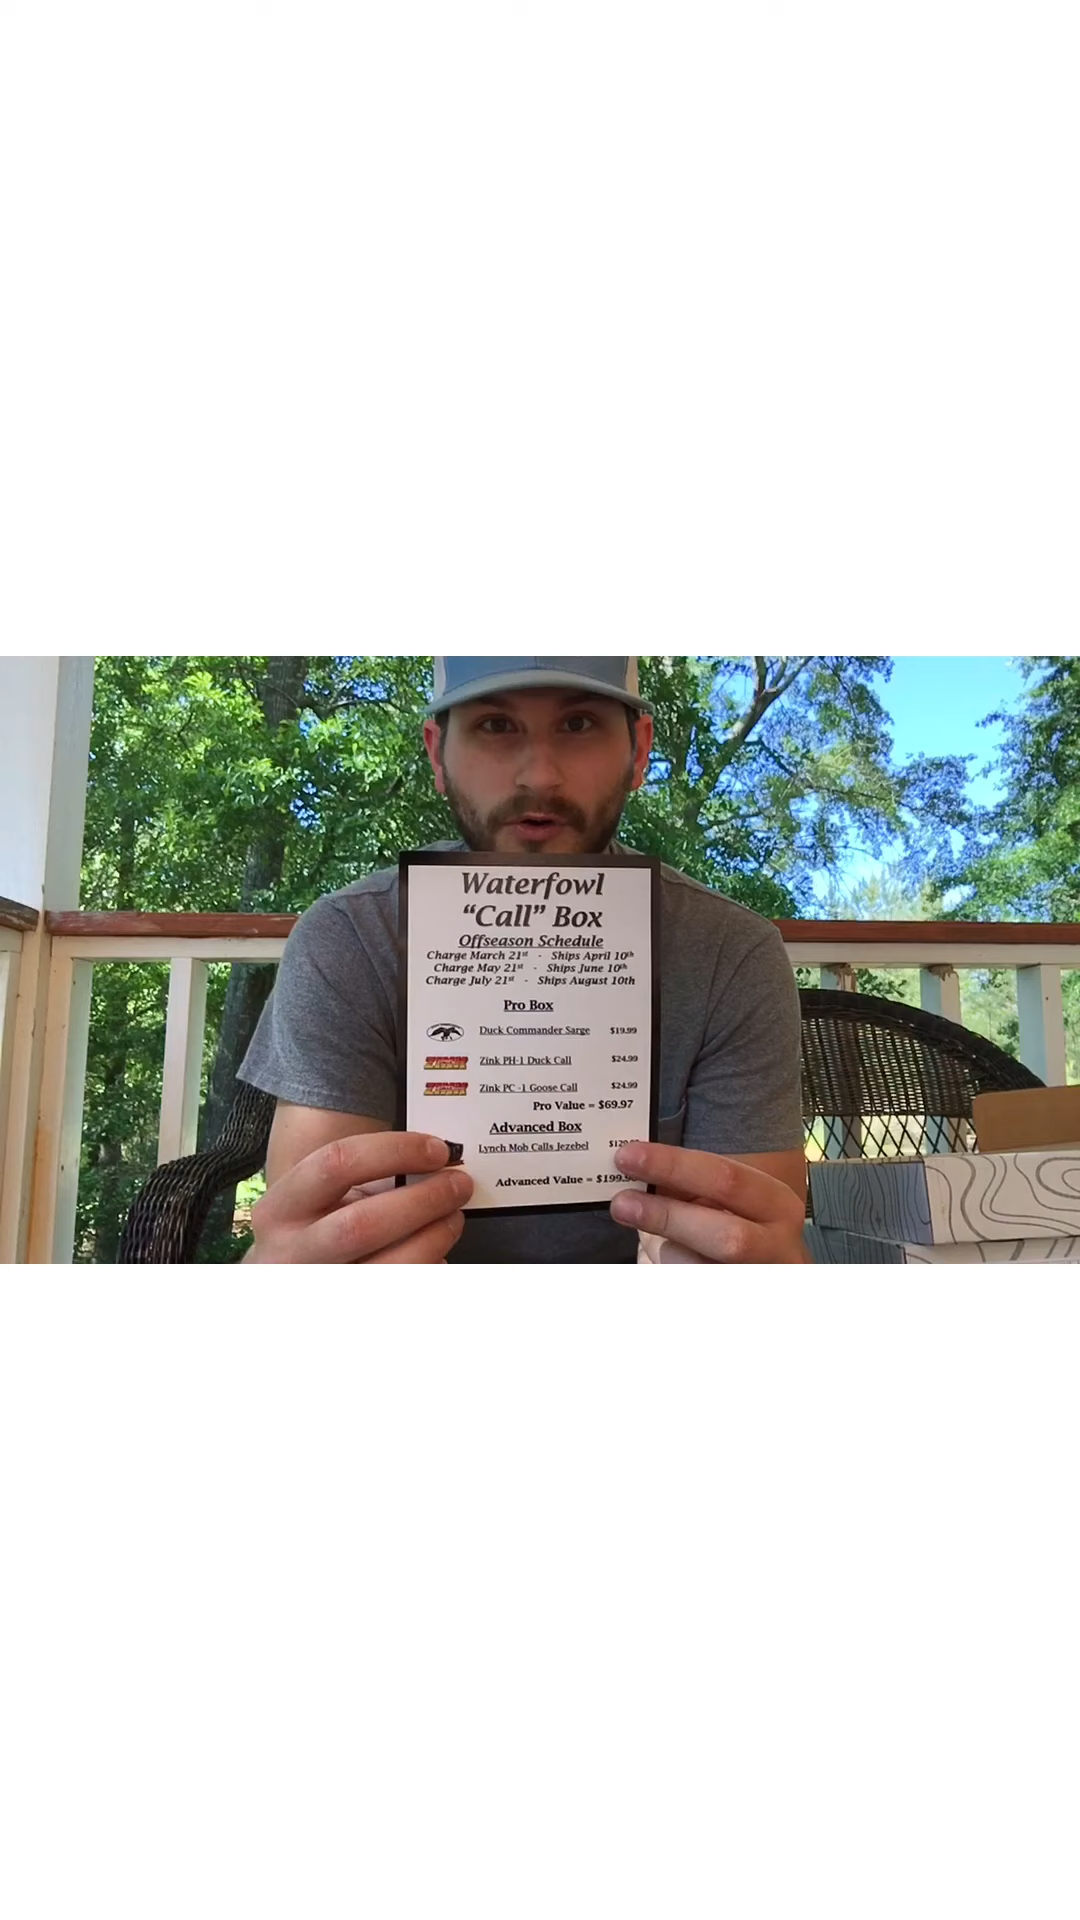 Waterfowl
“Call” Box
Offseason Schedule
Charge March 21st - Ships April 10th
Charge May 21st - Ships June 10th
Charge July 21st - Ships August 10th
Pro Box
Duck Commander Sarge $19.99
Zink PH-1 Duck Call $24.99
Zink PC -1 Goose Call $24.99
Pro Value = $69.97
Advanced Box
Lynch Mob Calls Jezebel
Advanced Value =